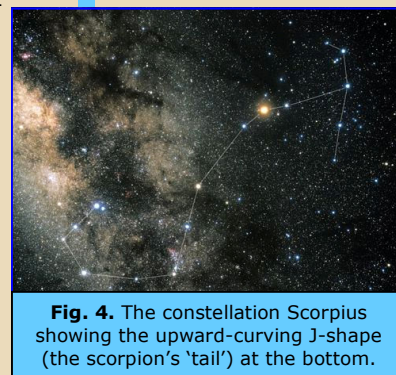 Fig. 4. The constellation Scorpius
showing the upward-curving J-shape
(the scorpion's ‘tail’) at the bottom.